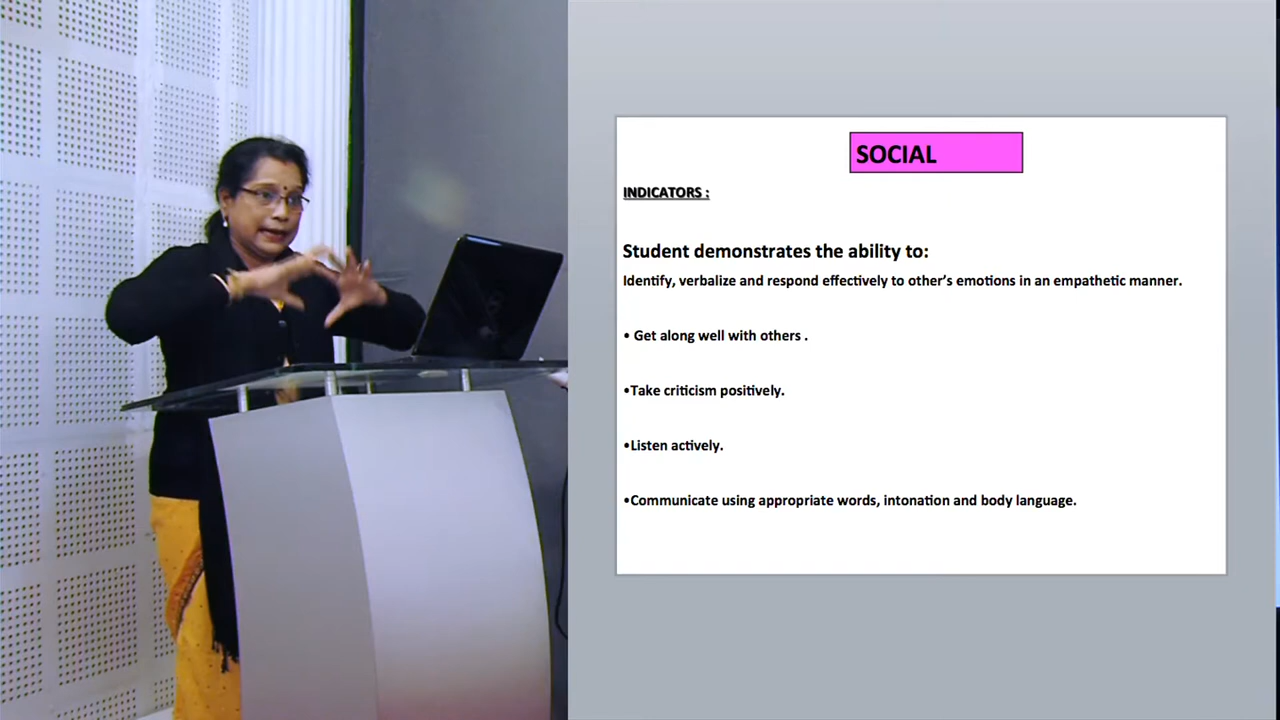 SOCIAL
INDICATORS :
Student demonstrates the ability to:
Identify, verbalize and respond effectively to other's emotions in an empathetic manner.
• Get along well with others .
•Take criticism positively.
•Listen actively.
•Communicate using appropriate words, intonation and body language.